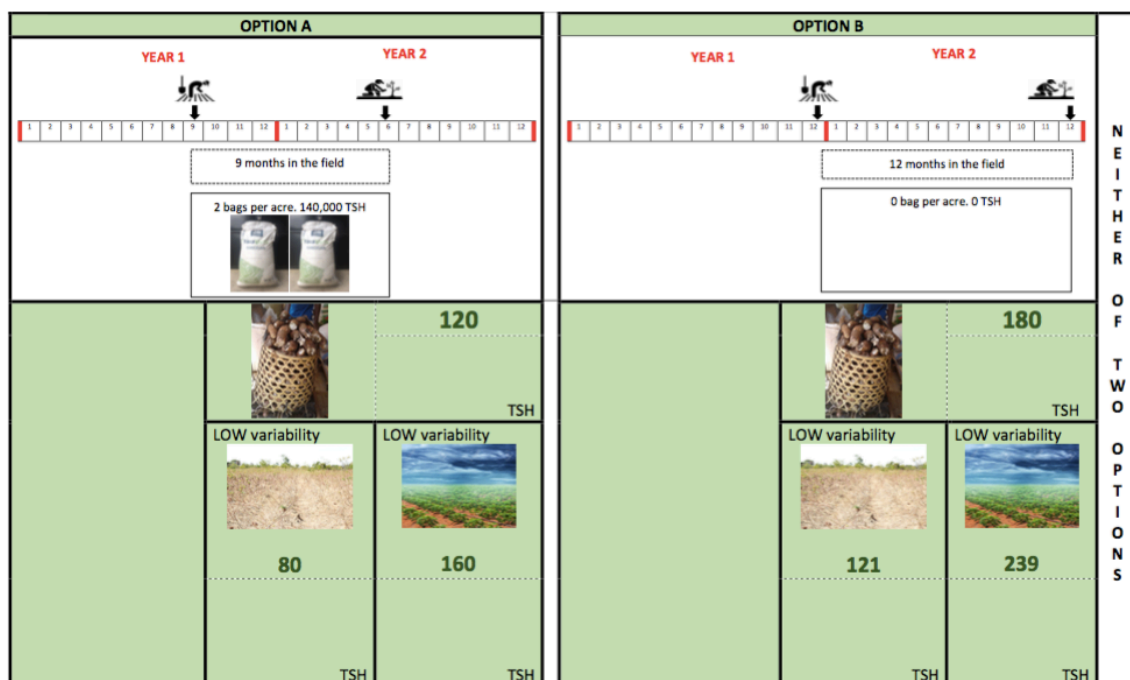 OPTION A
YEAR 1 YEAR 2
1 2 3 4 5 6 7 8 9 10 11 12 1 2 3 4 5 6 7 8 9 10 11 12
9 months in the field
2 bags per acre. 140,000 TSH
120
TSH
LOW variability LOW variability
80 160
TSH TSH
OPTION B
YEAR 1 YEAR 2
1 2 3 4 5 6 7 8 9 10 11 12 1 2 3 4 5 6 7 8 9 10 11 12
12 months in the field
0 bag per acre. 0 TSH
180
TSH
LOW variability LOW variability
121 239
TSH TSH
NEITHER OF TWO OPTIONS